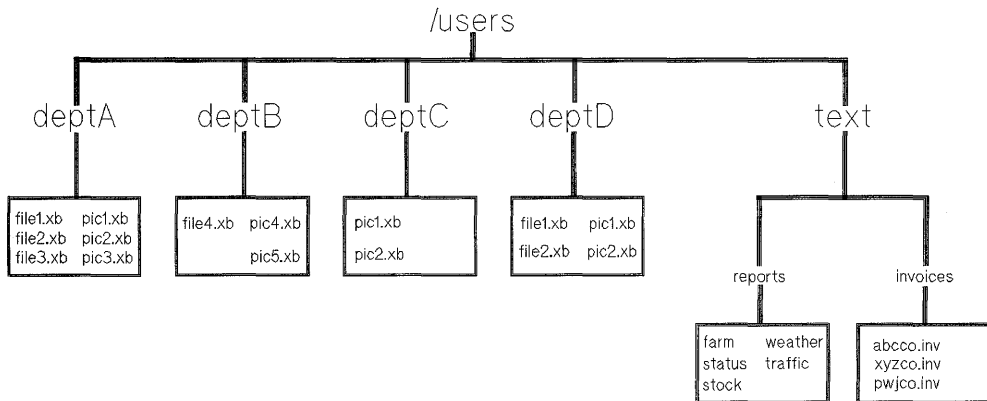 /users
deptA deptB deptC deptD text
file1.xb pic1.xb
file2.xb pic2.xb
file3.xb pic3.xb
file4.xb pic4.xb
pic5.xb
pic1.xb
pic2.xb
file1.xb pic1.xb
file2.xb pic2.xb
reports invoices
farm weather
status traffic
stock
abcco.inv
xyzco.inv
pwjco.inv